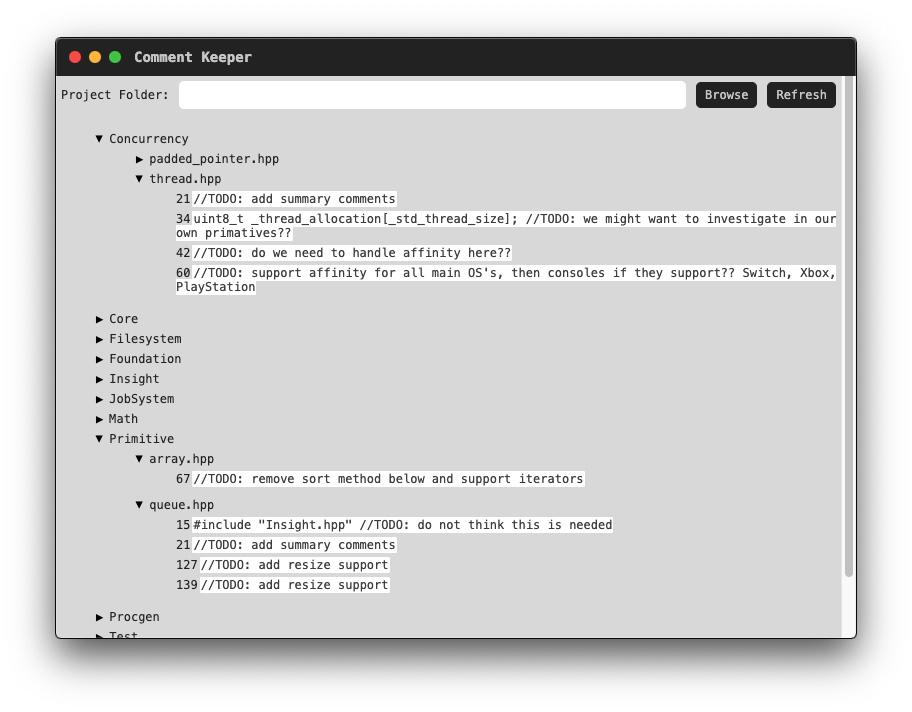 Comment Keeper
Project Folder: Browse Refresh
▼ Concurrency
▶ padded_pointer.hpp
▼ thread.hpp
21 //TODO: add summary comments
34 uint8_t _thread_allocation[_std_thread_size]; //TODO: we might want to investigate in our
own primatives??
42 //TODO: do we need to handle affinity here??
60 //TODO: support affinity for all main OS's, then consoles if they support?? Switch, Xbox,
PlayStation
▶ Core
▶ Filesystem
▶ Foundation
▶ Insight
▶ JobSystem
▶ Math
▼ Primitive
▼ array.hpp
67 //TODO: remove sort method below and support iterators
▼ queue.hpp
15 #include "Insight.hpp" //TODO: do not think this is needed
21 //TODO: add summary comments
127 //TODO: add resize support
139 //TODO: add resize support
▶ Procgen
▶ Test